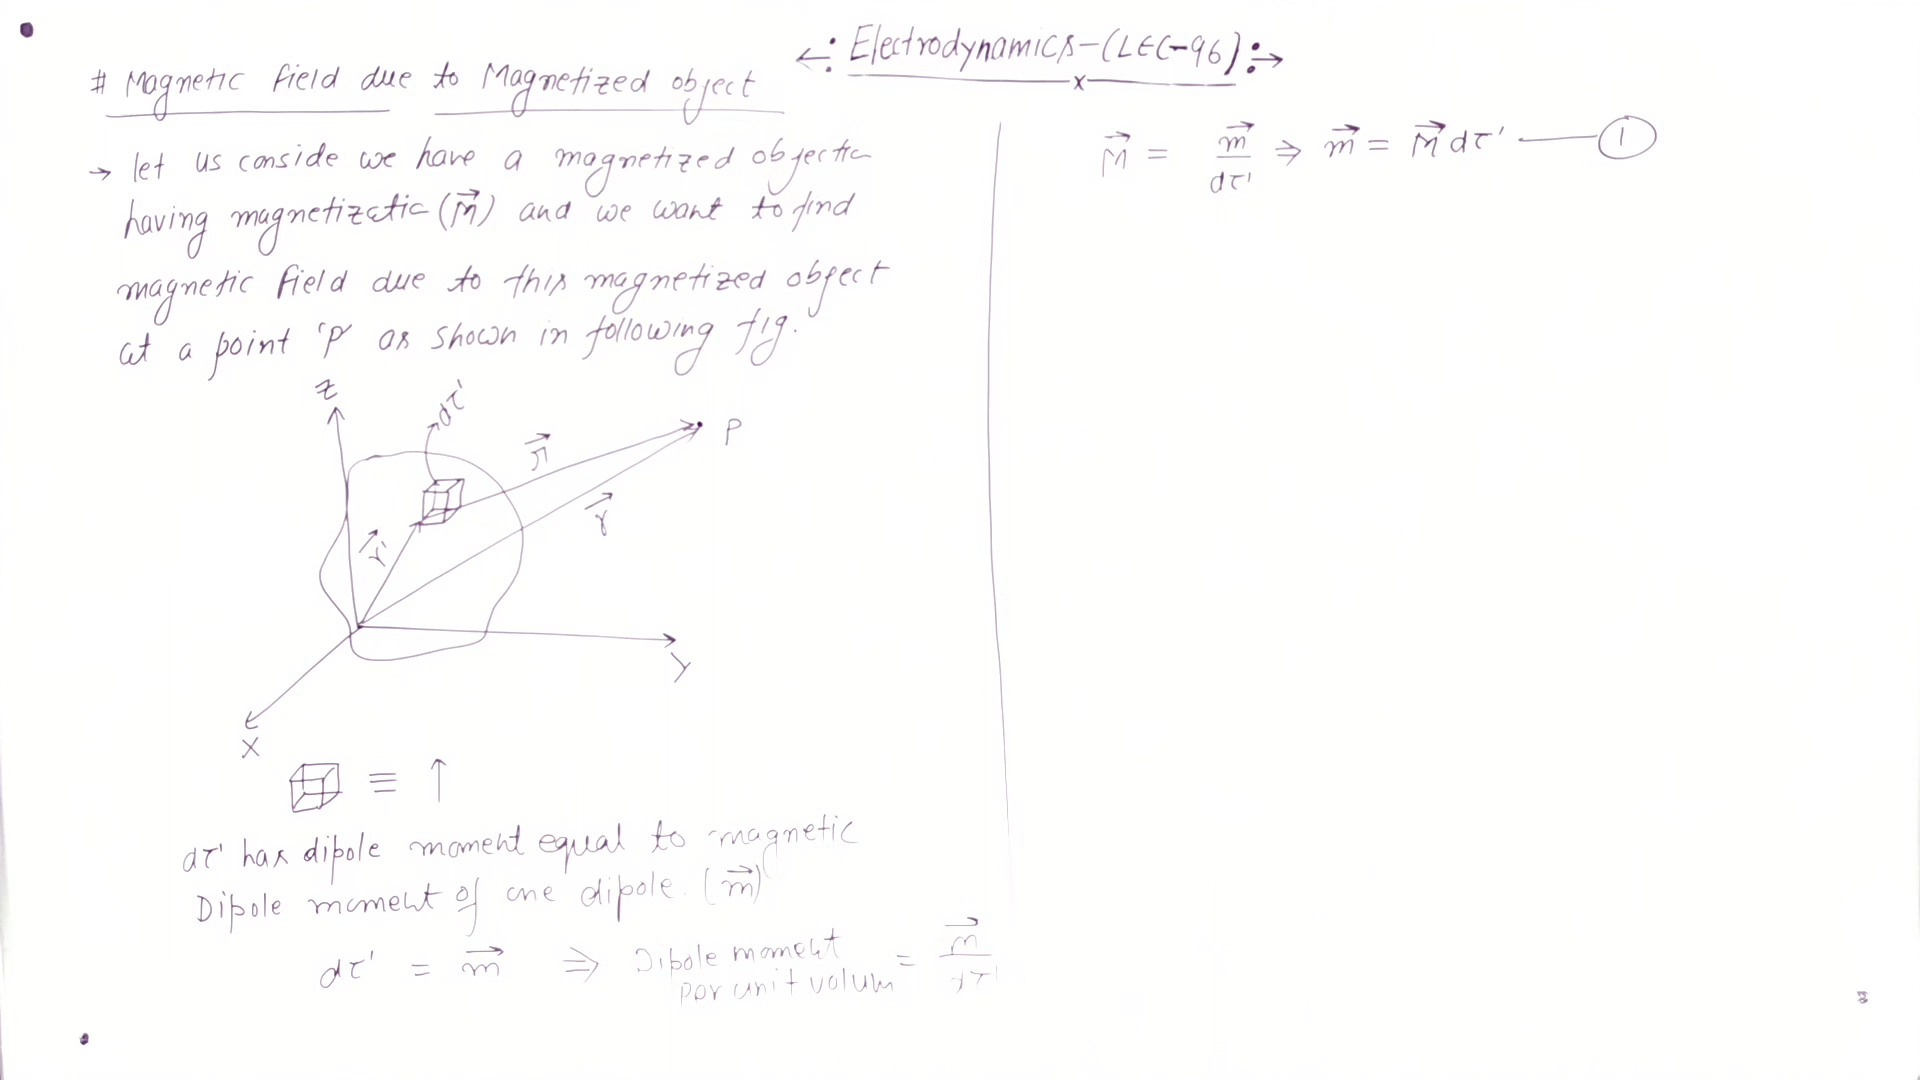 ←: Electrodynamics-(LEC-96) :→
# Magnetic field due to Magnetized object
→ let us conside we have a magnetized objectic
having magnetizatic (M⃗) and we want to find
magnetic field due to this magnetized object
at a point 'P' as shown in following fig.
Z
dτ'
P
r⃗
r⃗
r⃗'
Y
X
≡ ↑
dτ' has dipole moment equal to magnetic
Dipole moment of one dipole. (m⃗)
dτ' = m⃗ ⇒ Dipole moment per unit volum = m⃗/dτ'
M⃗ = m⃗/dτ' ⇒ m⃗ = M⃗ dτ' — 1